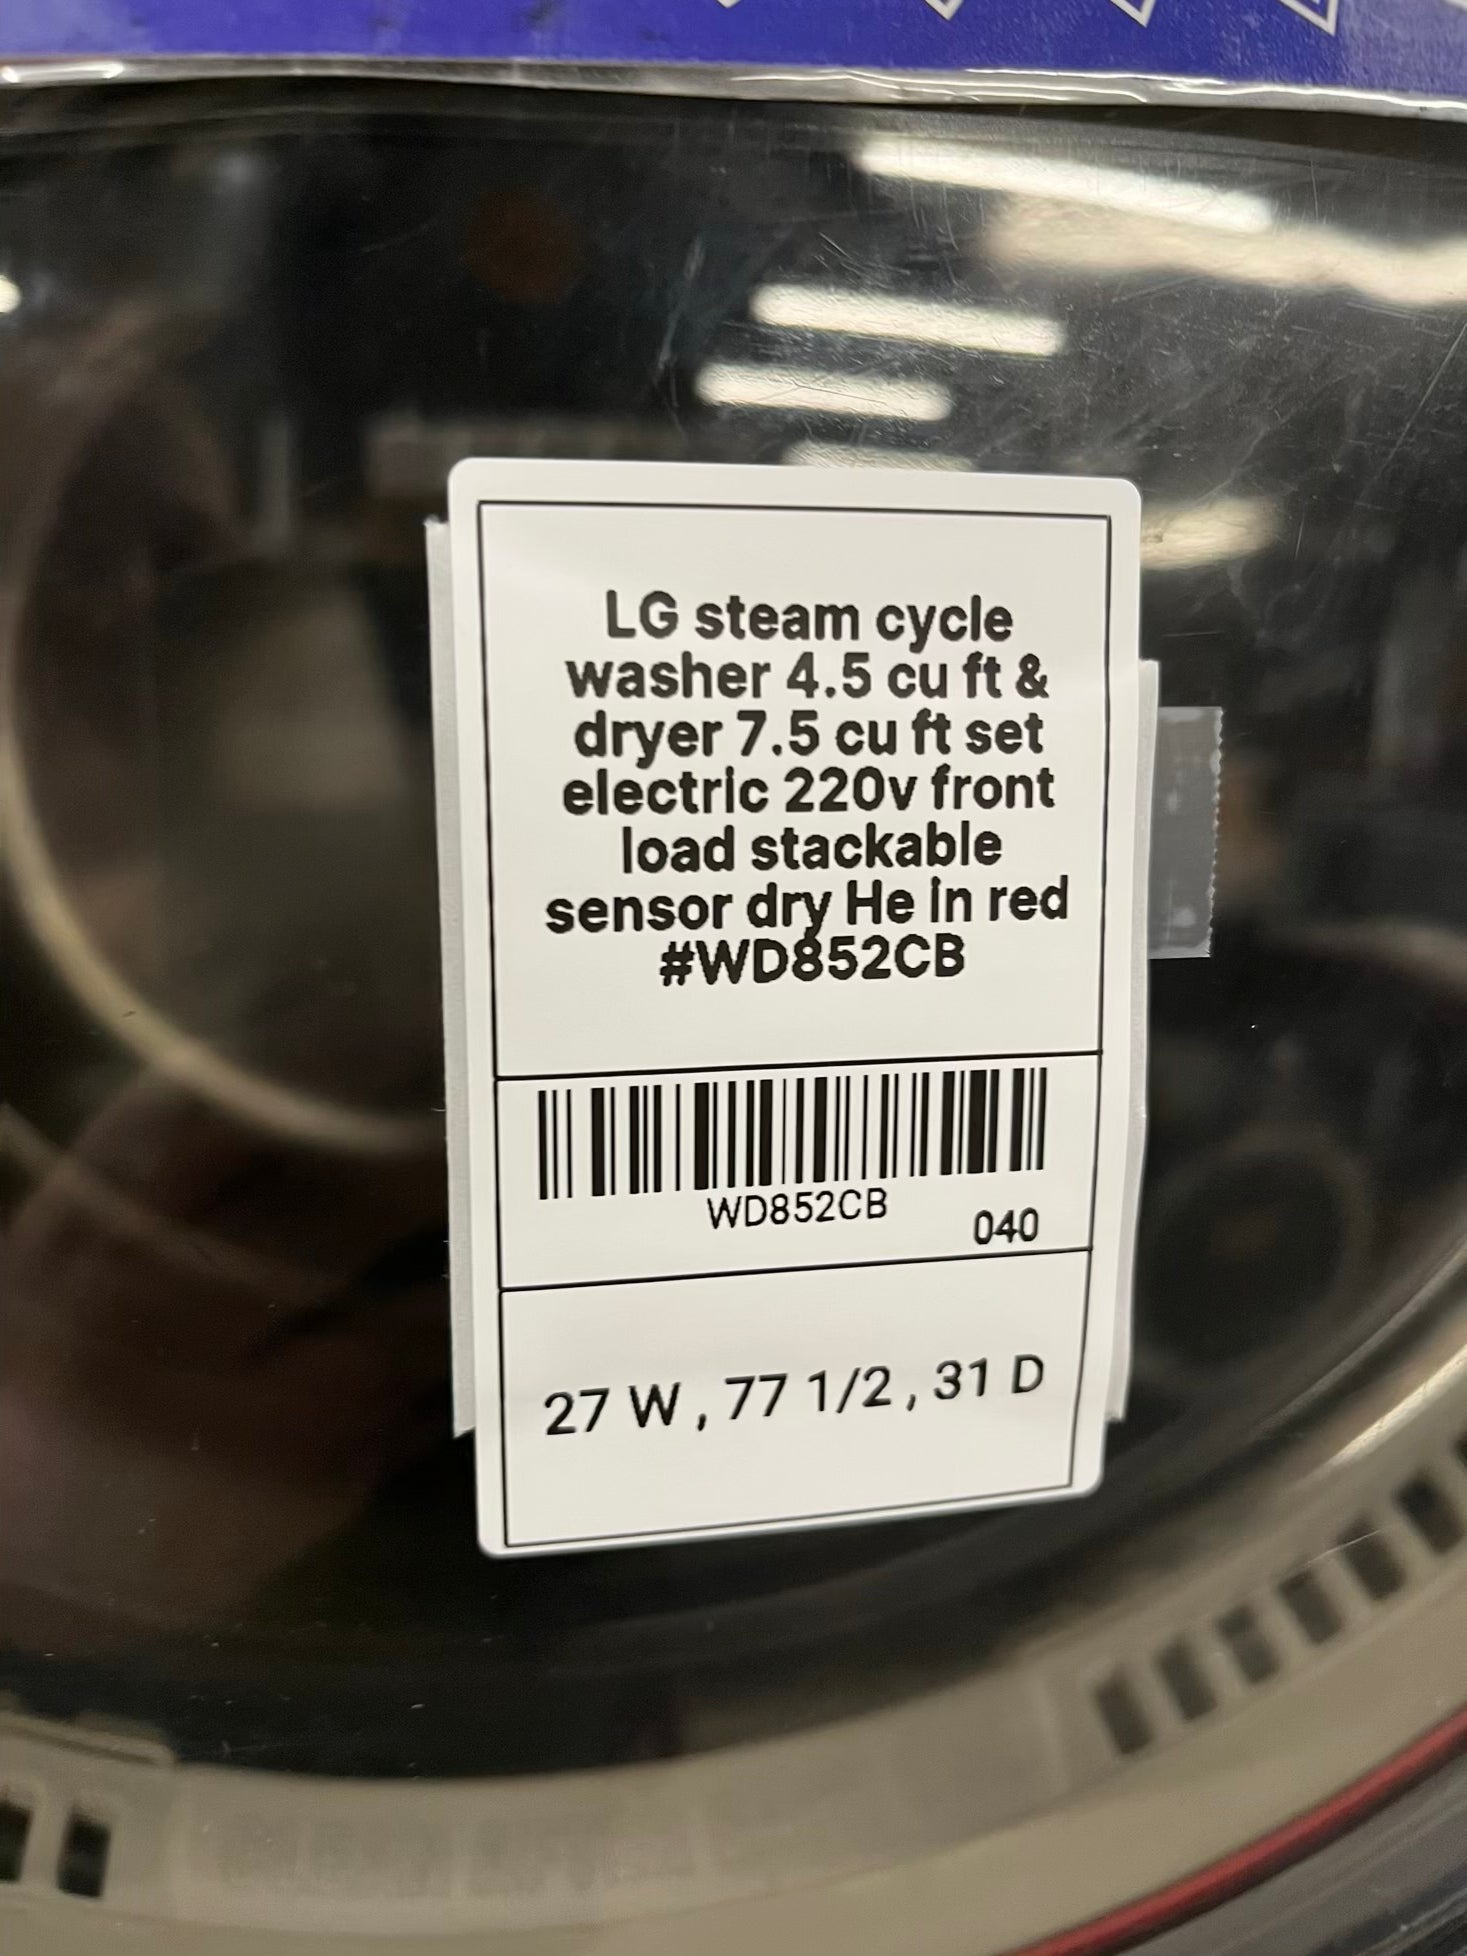 LG steam cycle
washer 4.5 cu ft &
dryer 7.5 cu ft set
electric 220v front
load stackable
sensor dry He in red
#WD852CB
WD852CB
040
27 W , 77 1/2 , 31 D